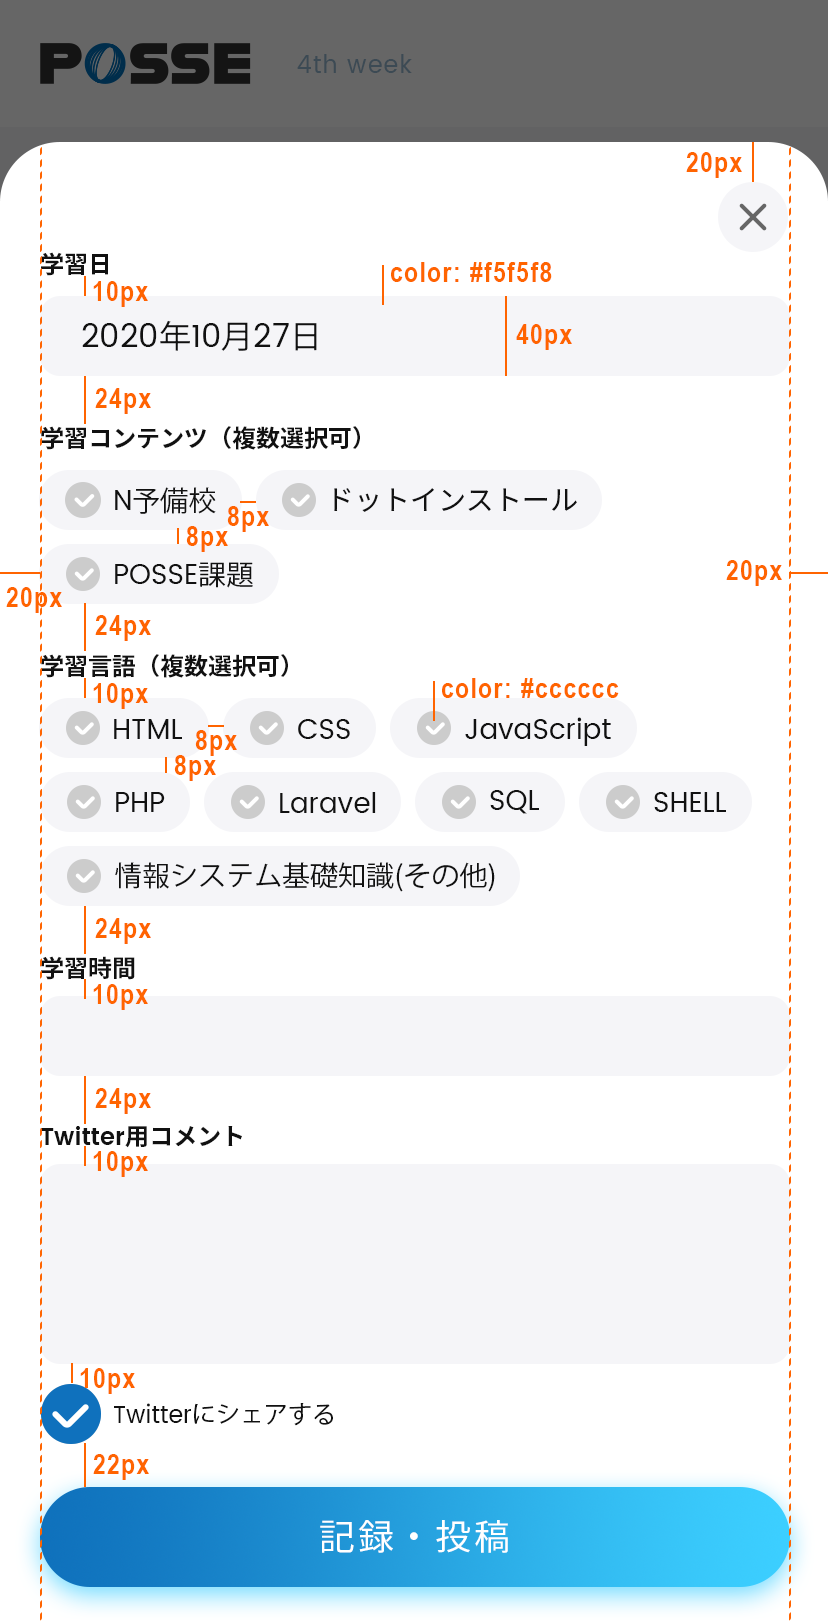 POSSE 4th week
20px
学習日
color: #f5f5f8
10px
2020年10月27日
40px
24px
学習コンテンツ（複数選択可）
N予備校
8px
ドットインストール
8px
POSSE課題
20px
20px
24px
学習言語（複数選択可）
color: #cccccc
10px
HTML
8px
CSS
JavaScript
8px
PHP
Laravel
SQL
SHELL
情報システム基礎知識(その他)
24px
学習時間
10px
24px
Twitter用コメント
10px
10px
Twitterにシェアする
22px
記録・投稿